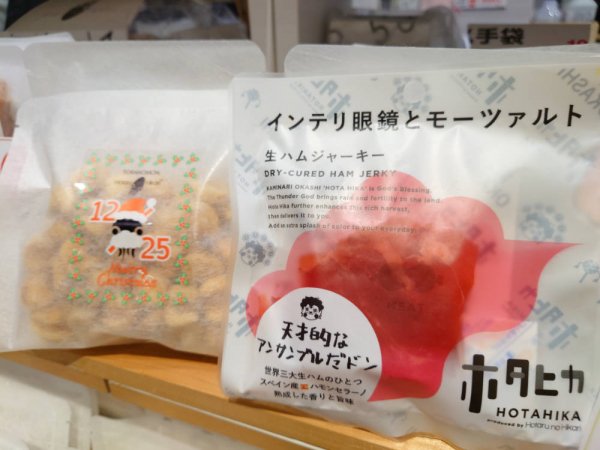 手袋
12
25
Merry
Christmas
インテリ眼鏡とモーツァルト
生ハムジャーキー
DRY-CURED HAM JERKY
KAMINARI OKASHI "HOTA HIKA" is God's blessing.
The Thunder God brings rain and fertility to the land.
Hota Hika further enhances this rich harvest,
then delivers it to you.
Add an extra splash of color to your everyday.
天才的な
アンサンブルだドン
世界三大生ハムのひとつ
スペイン産ハモンセラーノ
熟成した香りと旨味
ホタヒカ
HOTAHIKA
produced by Hotaru no Hikari